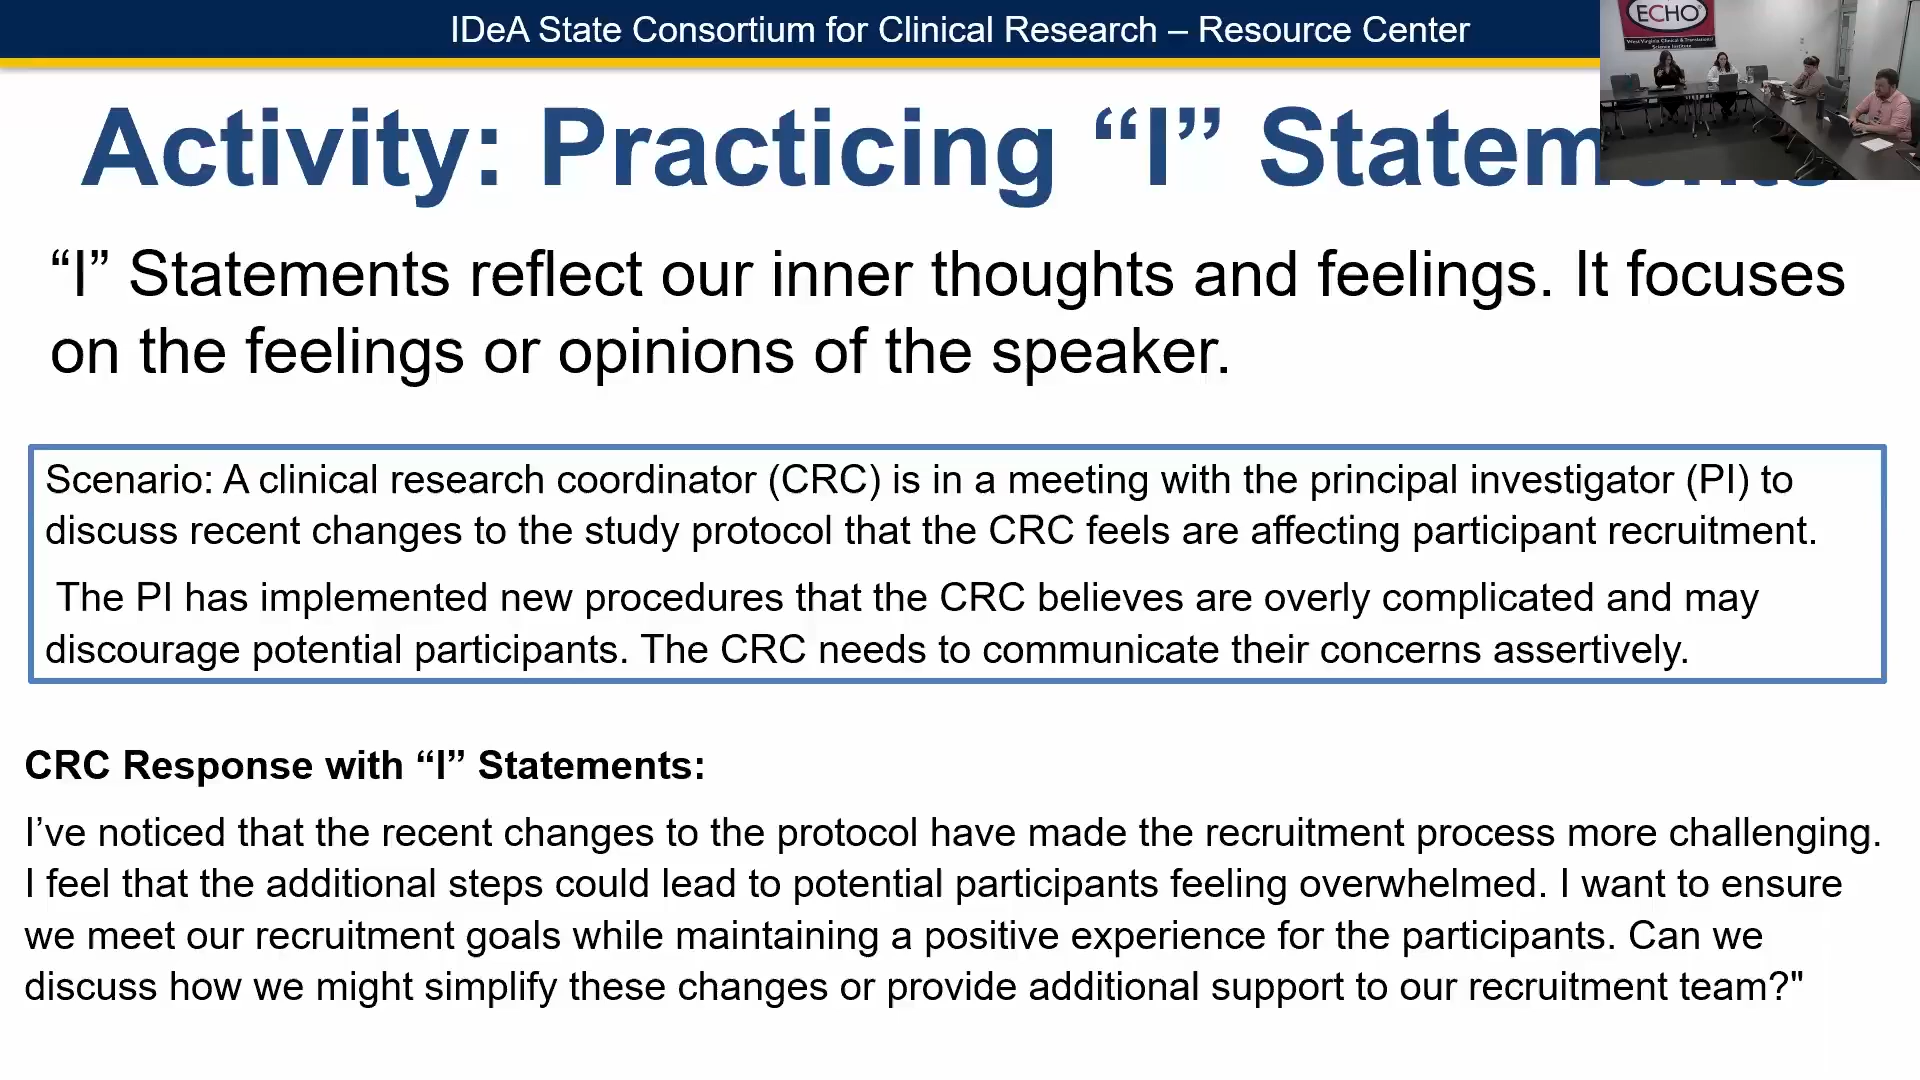 IDeA State Consortium for Clinical Research – Resource Center
ECHO
West Virginia Clinical & Translational
Science Institute
Activity: Practicing “I” Statements
“I” Statements reflect our inner thoughts and feelings. It focuses
on the feelings or opinions of the speaker.
Scenario: A clinical research coordinator (CRC) is in a meeting with the principal investigator (PI) to
discuss recent changes to the study protocol that the CRC feels are affecting participant recruitment.
The PI has implemented new procedures that the CRC believes are overly complicated and may
discourage potential participants. The CRC needs to communicate their concerns assertively.
CRC Response with “I” Statements:
I’ve noticed that the recent changes to the protocol have made the recruitment process more challenging.
I feel that the additional steps could lead to potential participants feeling overwhelmed. I want to ensure
we meet our recruitment goals while maintaining a positive experience for the participants. Can we
discuss how we might simplify these changes or provide additional support to our recruitment team?"